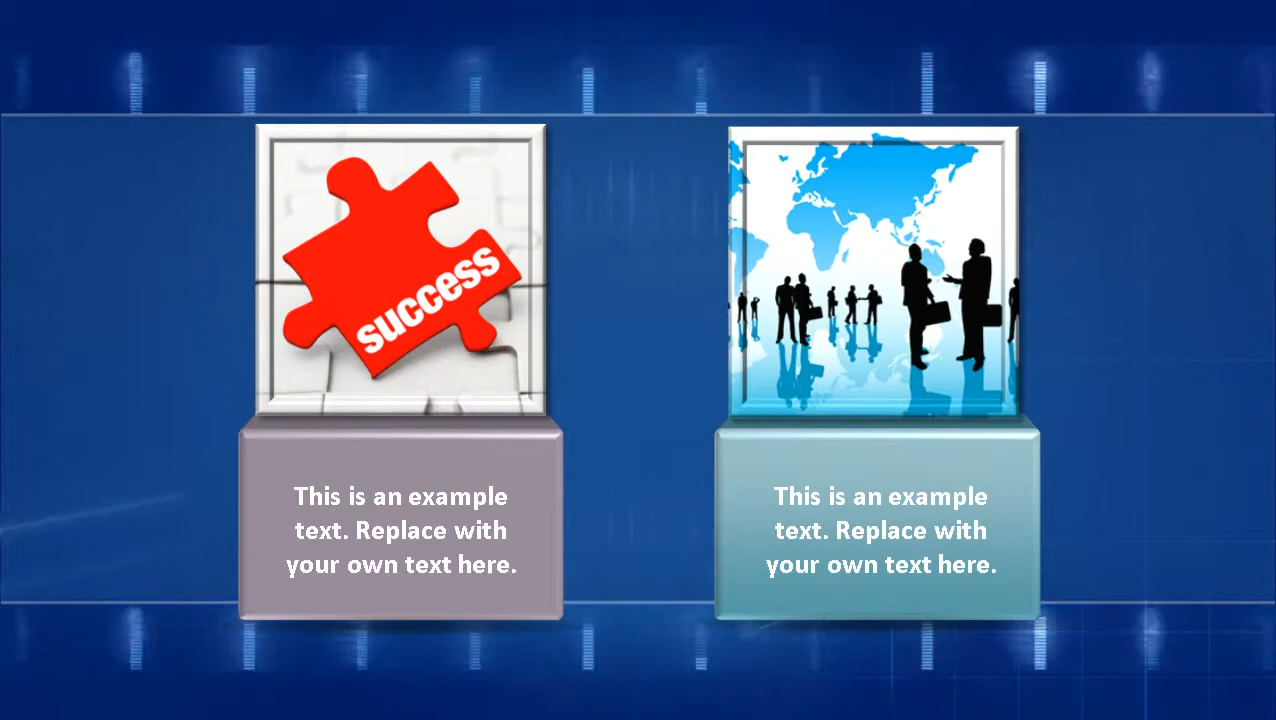 success
This is an example
text. Replace with
your own text here.
This is an example
text. Replace with
your own text here.